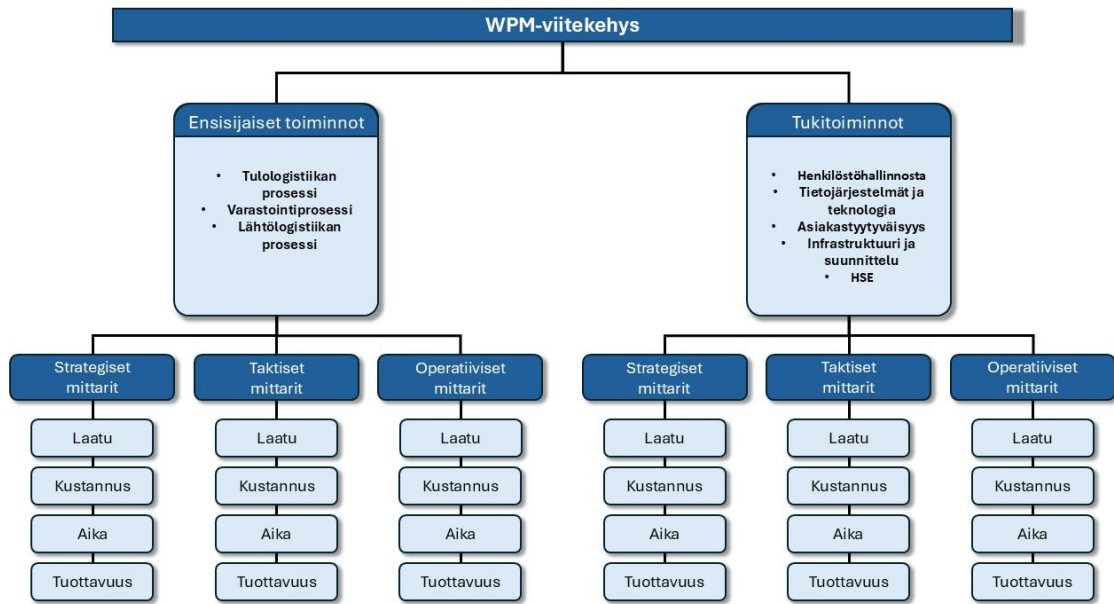 WPM-viitekehys
Ensisijaiset toiminnot
• Tulologistiikan
prosessi
• Varastointiprosessi
• Lähtölogistiikan
prosessi
Tukitoiminnot
• Henkilöstöhallinnosta
• Tietojärjestelmät ja
teknologia
• Asiakastyytyväisyys
• Infrastruktuuri ja
suunnittelu
• HSE
Strategiset
mittarit
Taktiset
mittarit
Operatiiviset
mittarit
Strategiset
mittarit
Taktiset
mittarit
Operatiiviset
mittarit
Laatu
Laatu
Laatu
Laatu
Laatu
Laatu
Kustannus
Kustannus
Kustannus
Kustannus
Kustannus
Kustannus
Aika
Aika
Aika
Aika
Aika
Aika
Tuottavuus
Tuottavuus
Tuottavuus
Tuottavuus
Tuottavuus
Tuottavuus